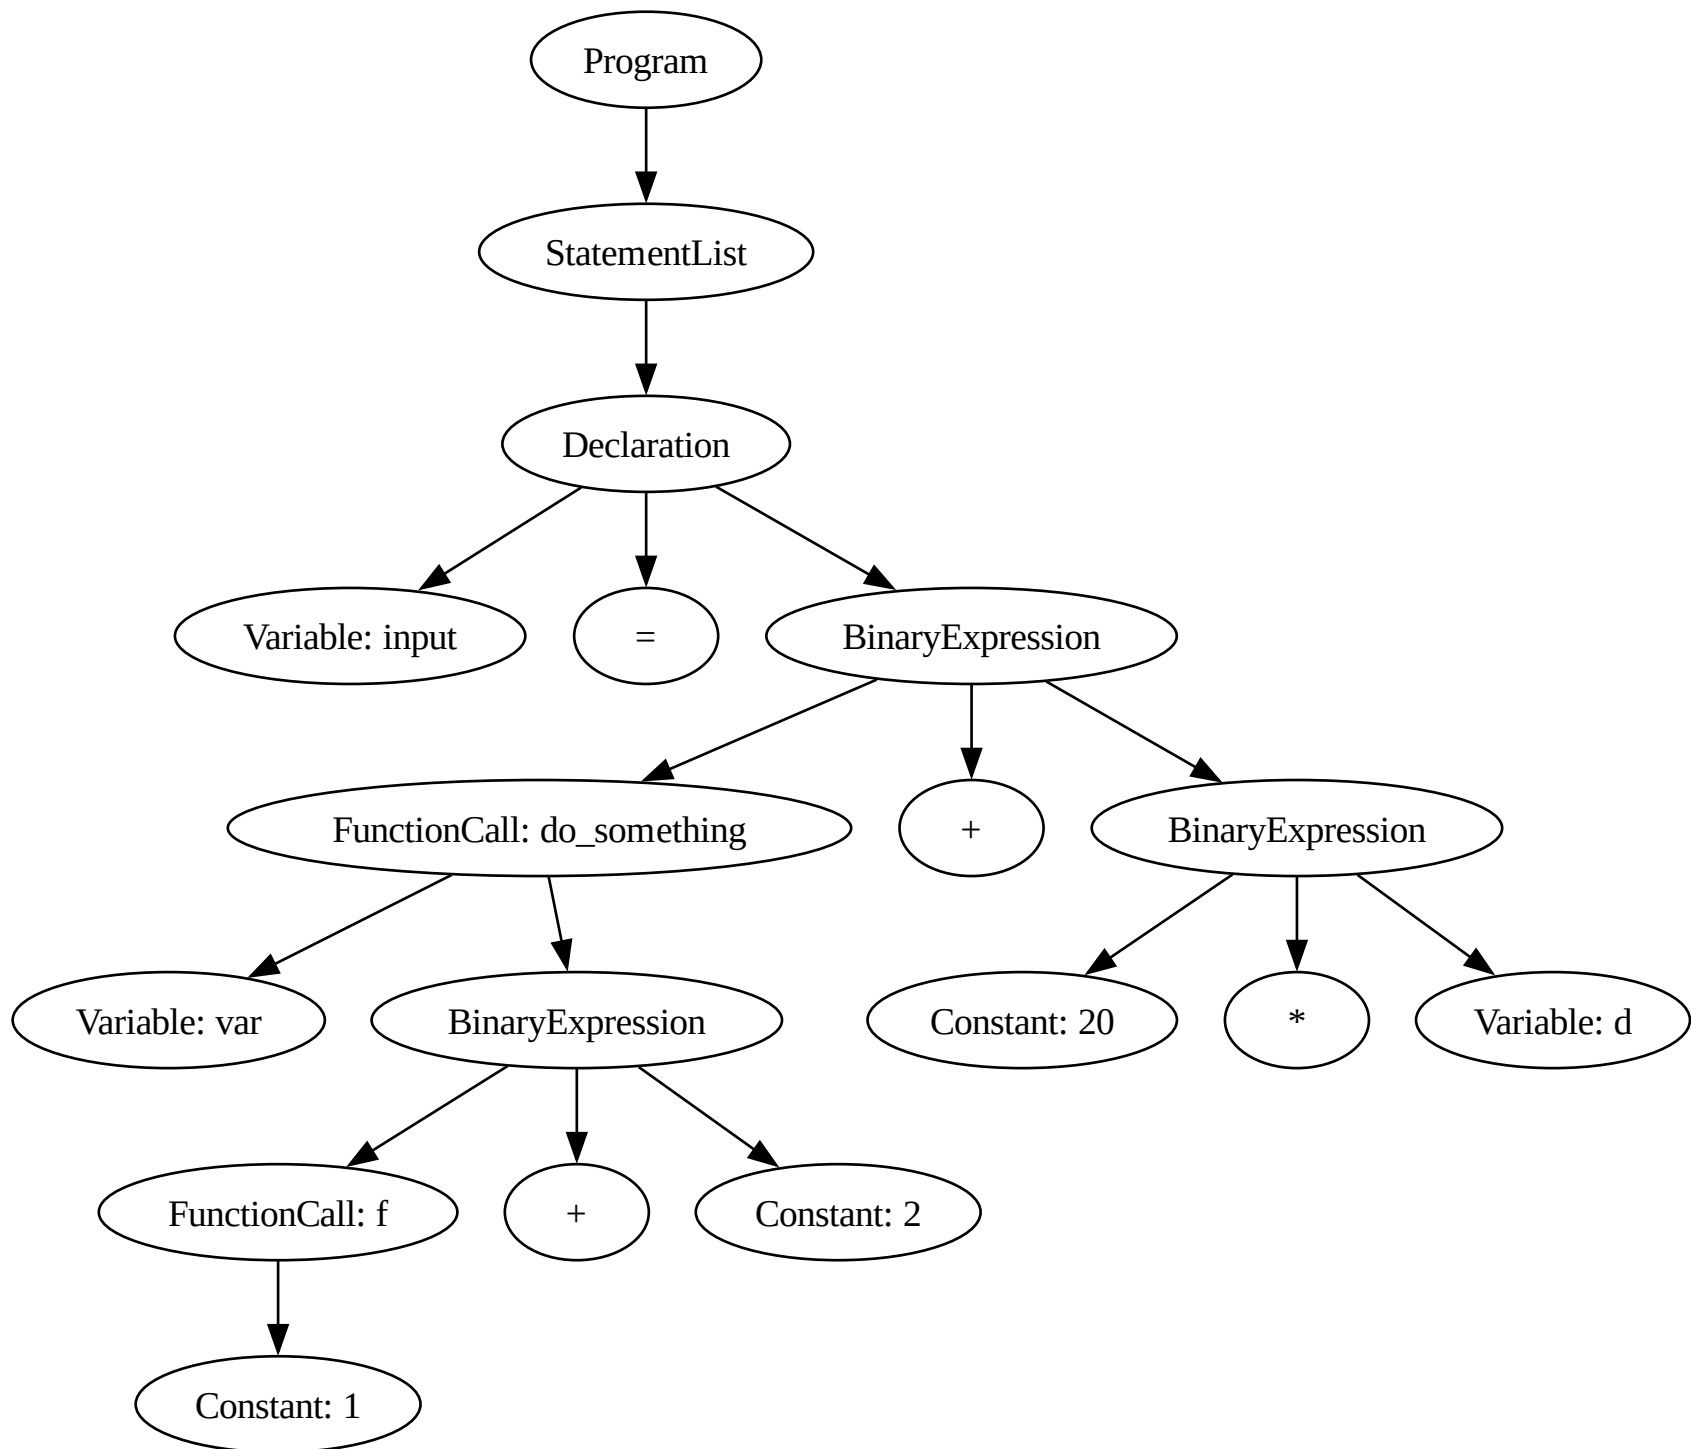 Program
StatementList
Declaration
Variable: input
=
BinaryExpression
FunctionCall: do_something
+
BinaryExpression
Variable: var
BinaryExpression
Constant: 20
*
Variable: d
FunctionCall: f
+
Constant: 2
Constant: 1